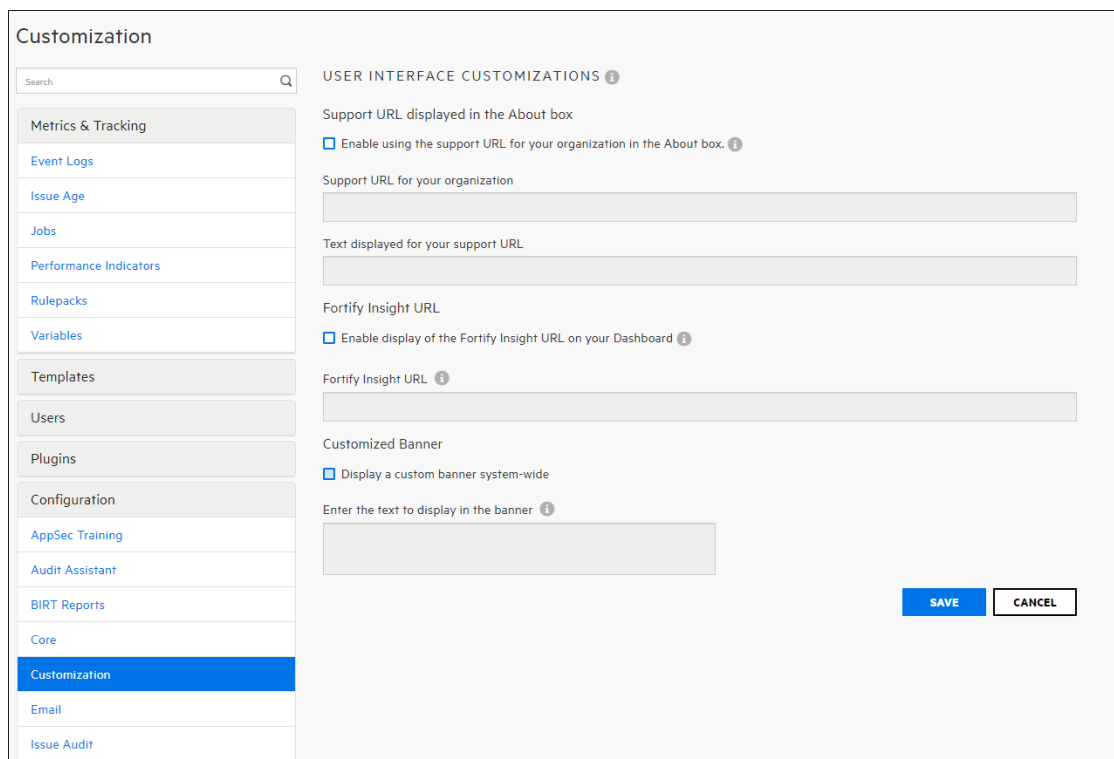 Customization
Search
Metrics & Tracking
Event Logs
Issue Age
Jobs
Performance Indicators
Rulepacks
Variables
Templates
Users
Plugins
Configuration
AppSec Training
Audit Assistant
BIRT Reports
Core
Customization
Email
Issue Audit
USER INTERFACE CUSTOMIZATIONS
Support URL displayed in the About box
Enable using the support URL for your organization in the About box.
Support URL for your organization
Text displayed for your support URL
Fortify Insight URL
Enable display of the Fortify Insight URL on your Dashboard
Fortify Insight URL
Customized Banner
Display a custom banner system-wide
Enter the text to display in the banner
SAVE
CANCEL